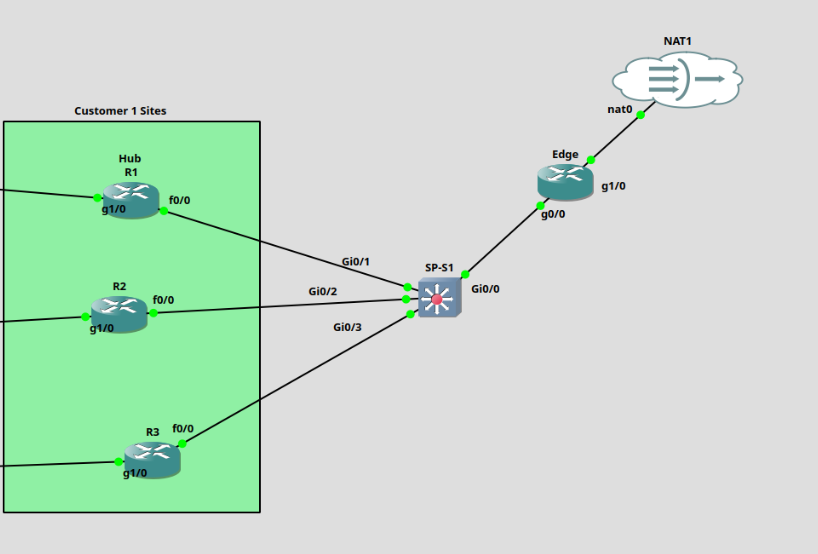 NAT1
nat0
Edge
g1/0
g0/0
Customer 1 Sites
Hub
R1
f0/0
g1/0
Gi0/1
SP-S1
Gi0/0
R2
f0/0
g1/0
Gi0/2
Gi0/3
R3
f0/0
g1/0